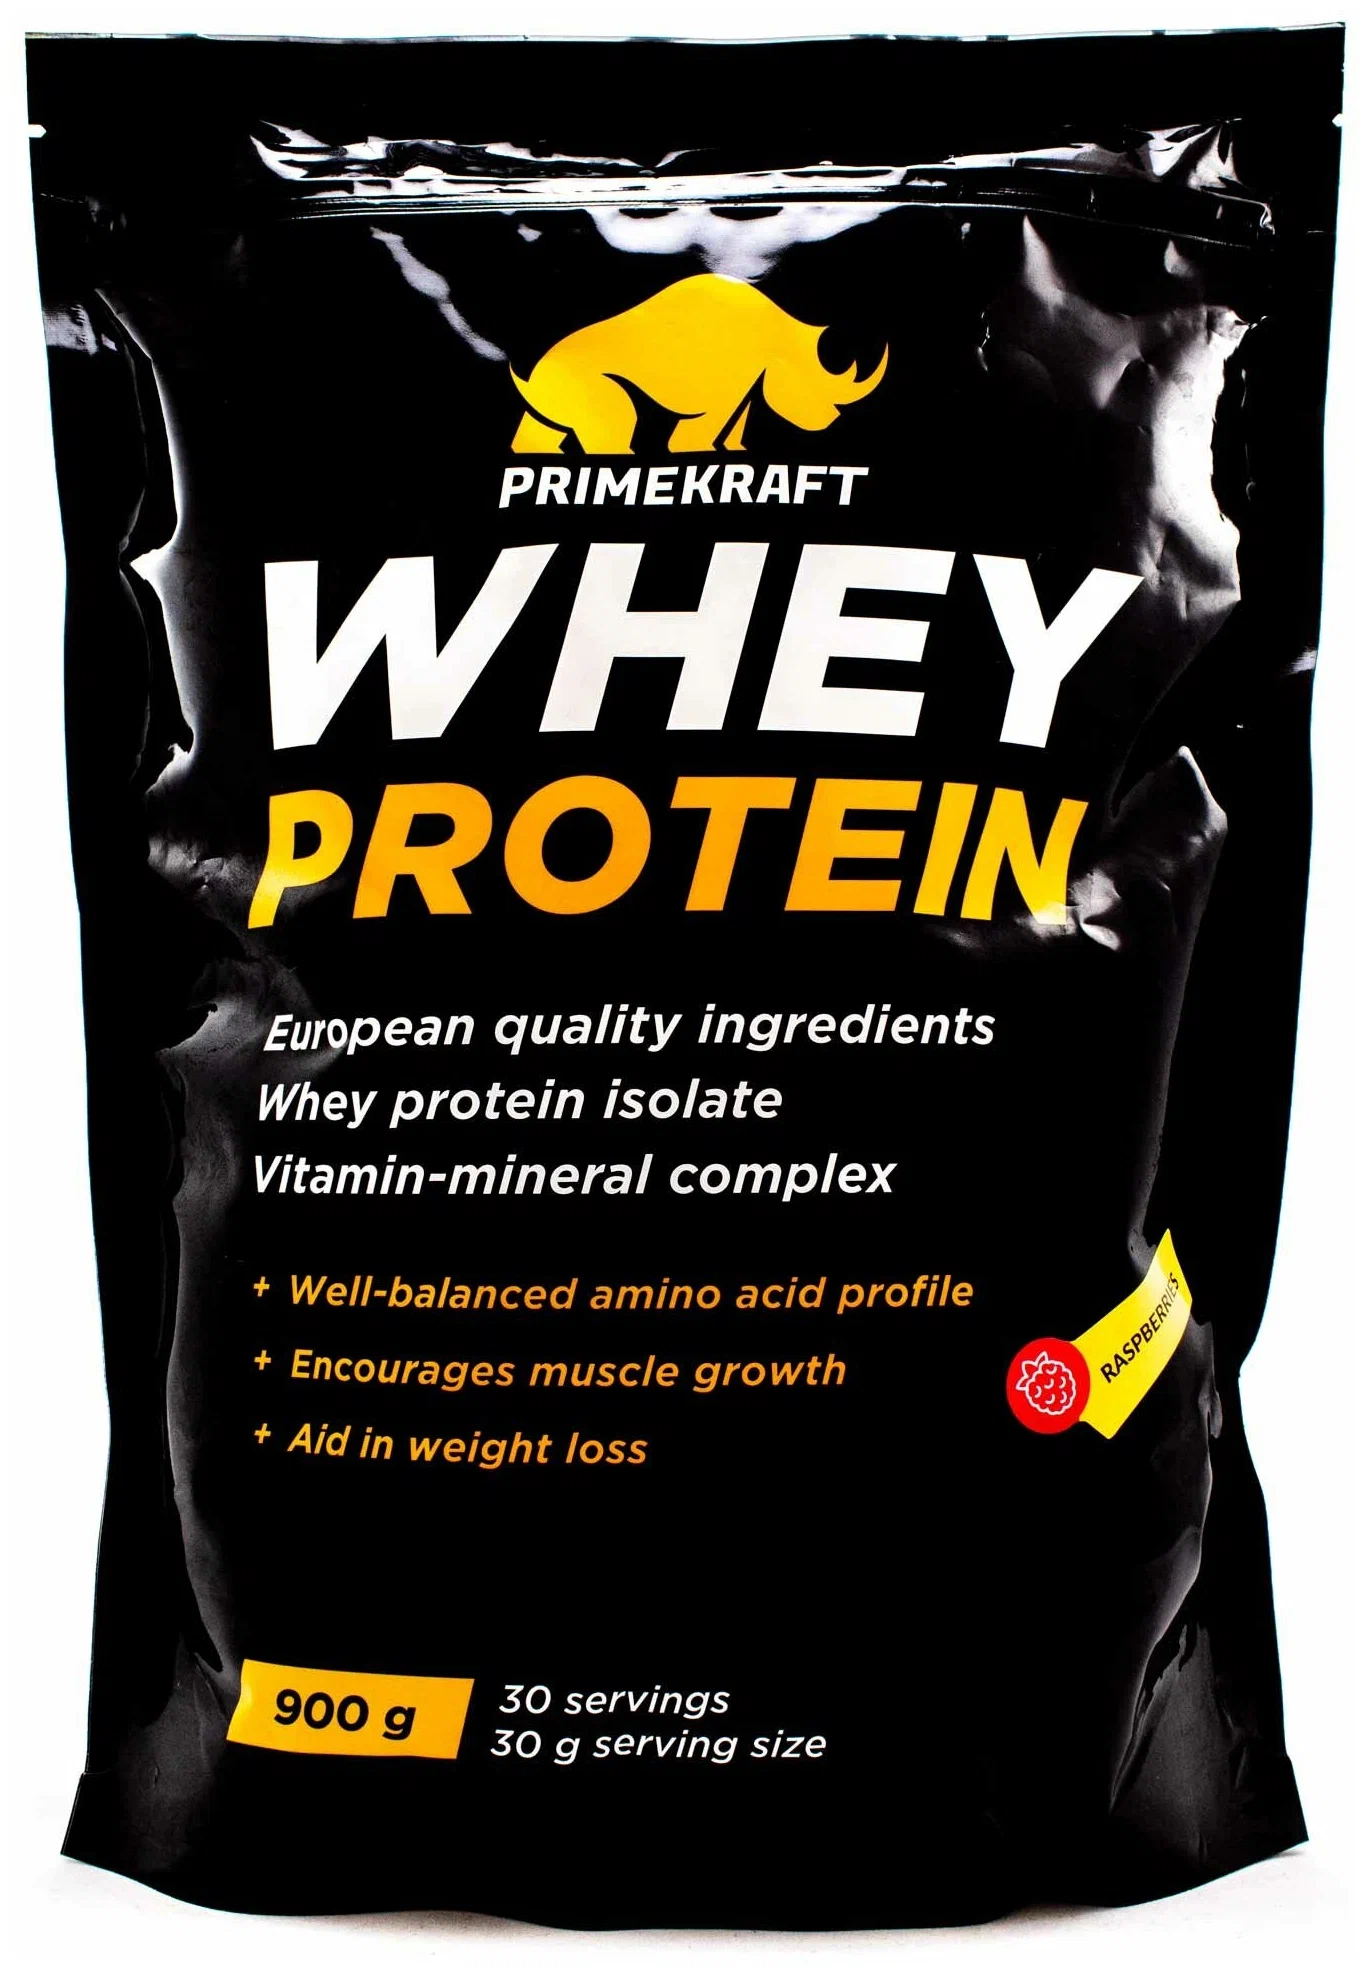 PRIMEKRAFT
WHEY
PROTEIN
European quality ingredients
Whey protein isolate
Vitamin-mineral complex
+ Well-balanced amino acid profile
+ Encourages muscle growth
+ Aid in weight loss
RASPBERRIES
900 g
30 servings
30 g serving size